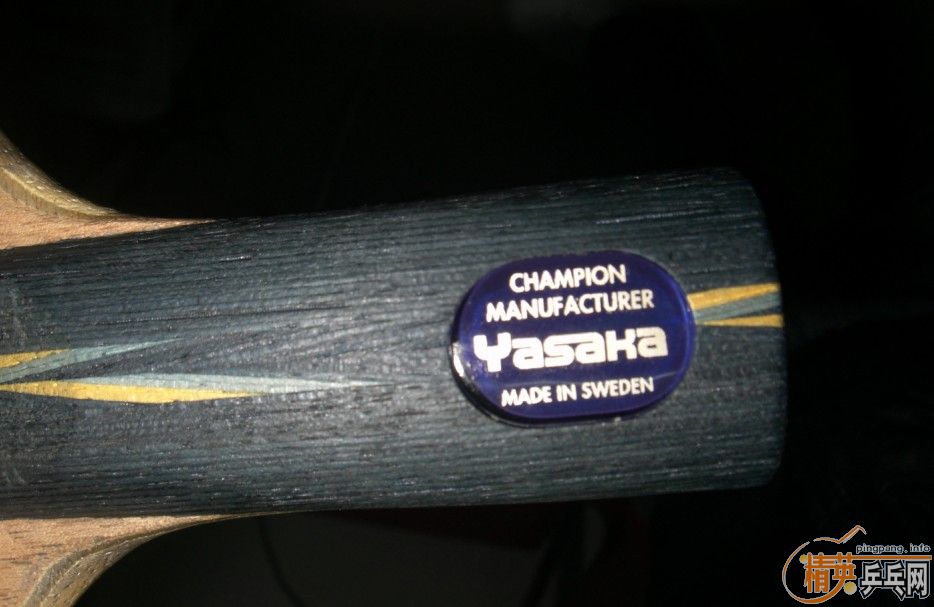 CHAMPION
MANUFACTURER
Yasaka
MADE IN SWEDEN
pingpang.info
精英乒乓网